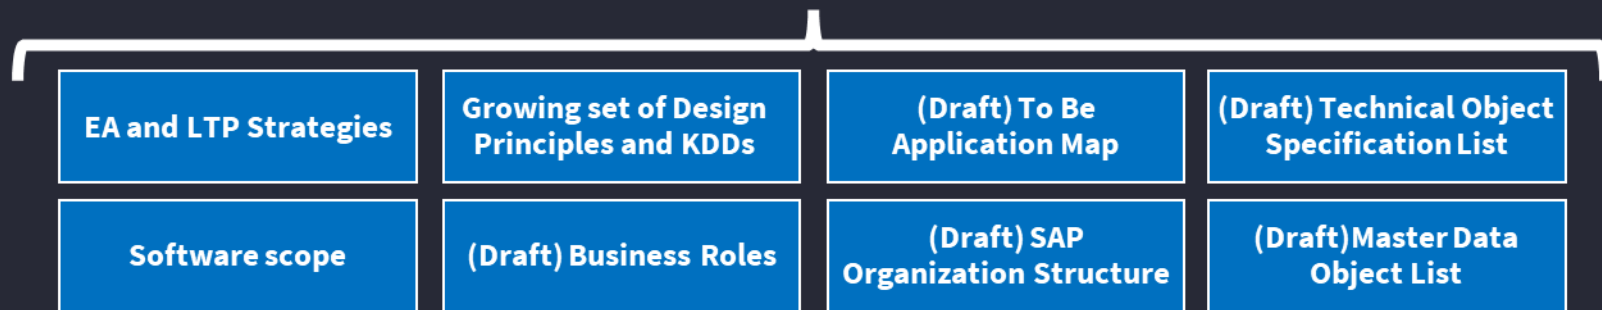 EA and LTP Strategies
Growing set of Design
Principles and KDDs
(Draft) To Be
Application Map
(Draft) Technical Object
Specification List
Software scope
(Draft) Business Roles
(Draft) SAP
Organization Structure
(Draft)Master Data
Object List